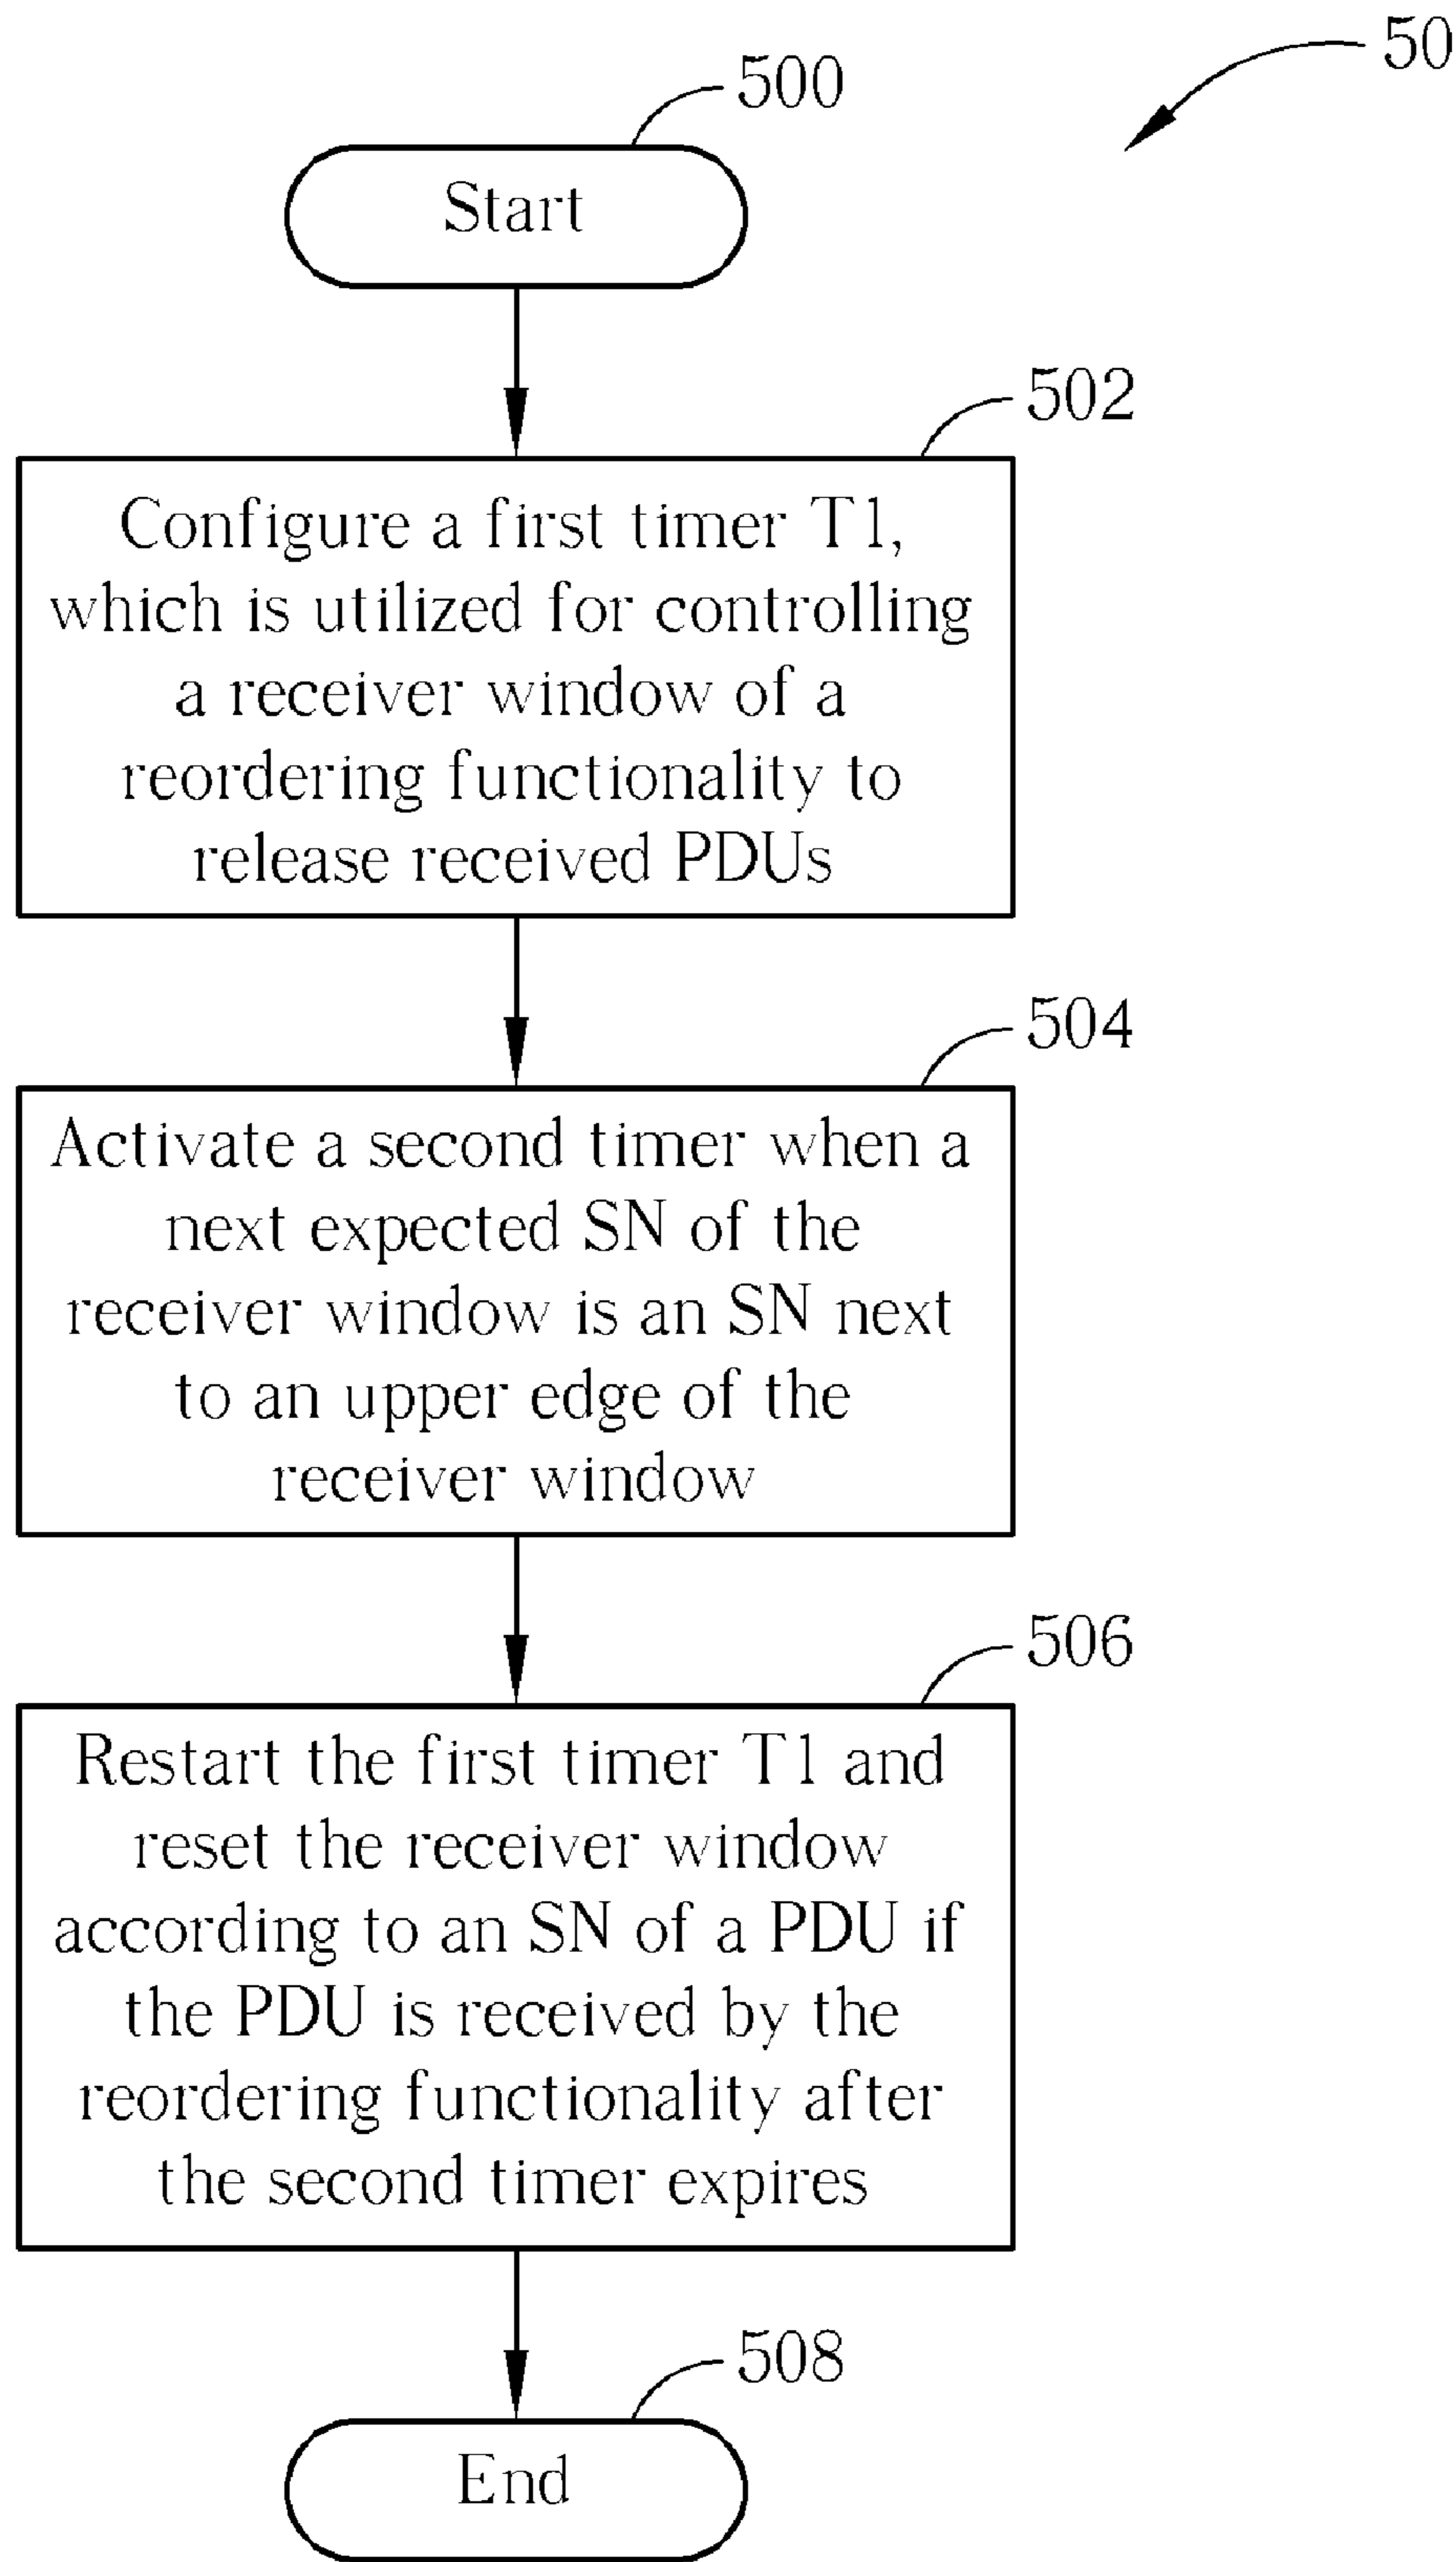 50
500
Start
502
Configure a first timer T1,
which is utilized for controlling
a receiver window of a
reordering functionality to
release received PDUs
504
Activate a second timer when a
next expected SN of the
receiver window is an SN next
to an upper edge of the
receiver window
506
Restart the first timer T1 and
reset the receiver window
according to an SN of a PDU if
the PDU is received by the
reordering functionality after
the second timer expires
508
End